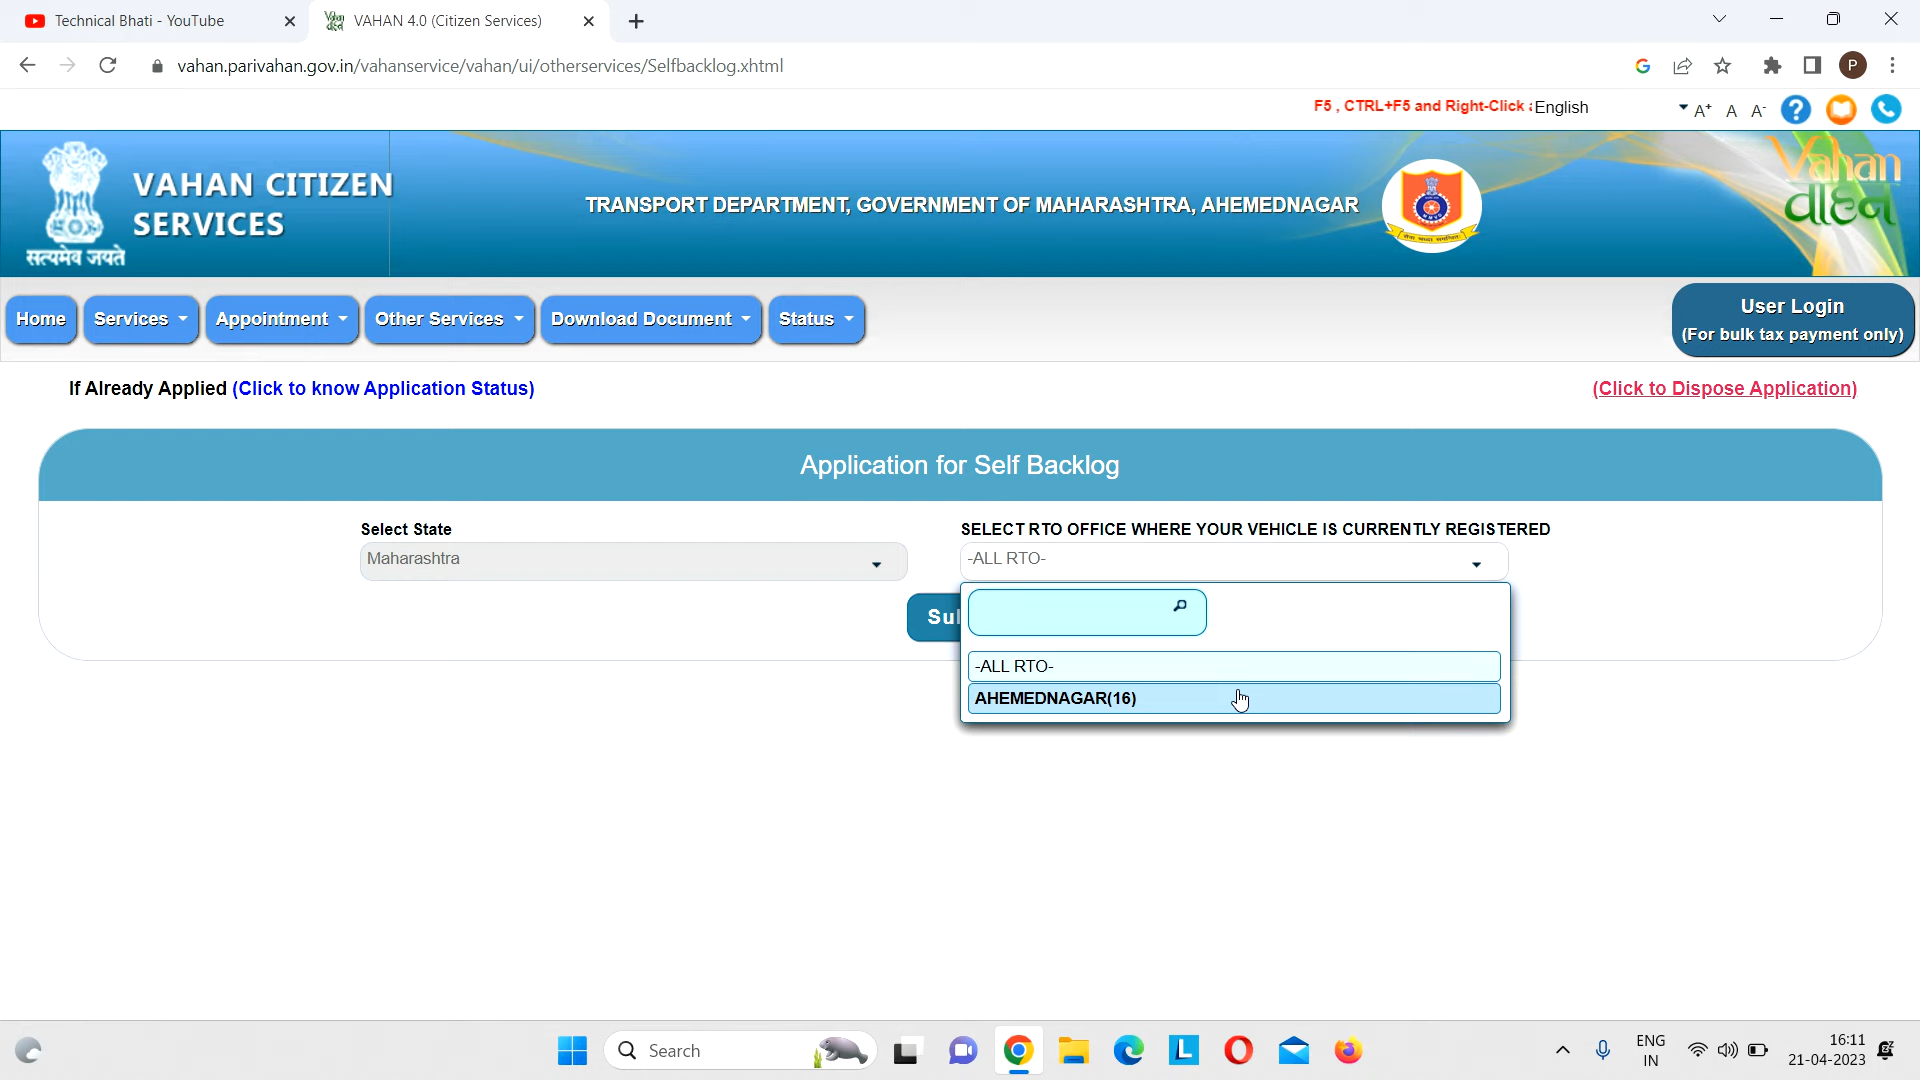 Technical Bhati - YouTube
VAHAN 4.0 (Citizen Services)
vahan.parivahan.gov.in/vahanservice/vahan/ui/otherservices/Selfbacklog.xhtml
P
F5 , CTRL+F5 and Right-Click
English
A+ A A-
सत्यमेव जयते
VAHAN CITIZEN
SERVICES
TRANSPORT DEPARTMENT, GOVERNMENT OF MAHARASHTRA, AHEMEDNAGAR
Vahan
वाहन
Home
Services
Appointment
Other Services
Download Document
Status
User Login
(For bulk tax payment only)
If Already Applied (Click to know Application Status)
(Click to Dispose Application)
Application for Self Backlog
Select State
SELECT RTO OFFICE WHERE YOUR VEHICLE IS CURRENTLY REGISTERED
Maharashtra
-ALL RTO-
-ALL RTO-
AHEMEDNAGAR(16)
Search
ENG
IN
16:11
21-04-2023